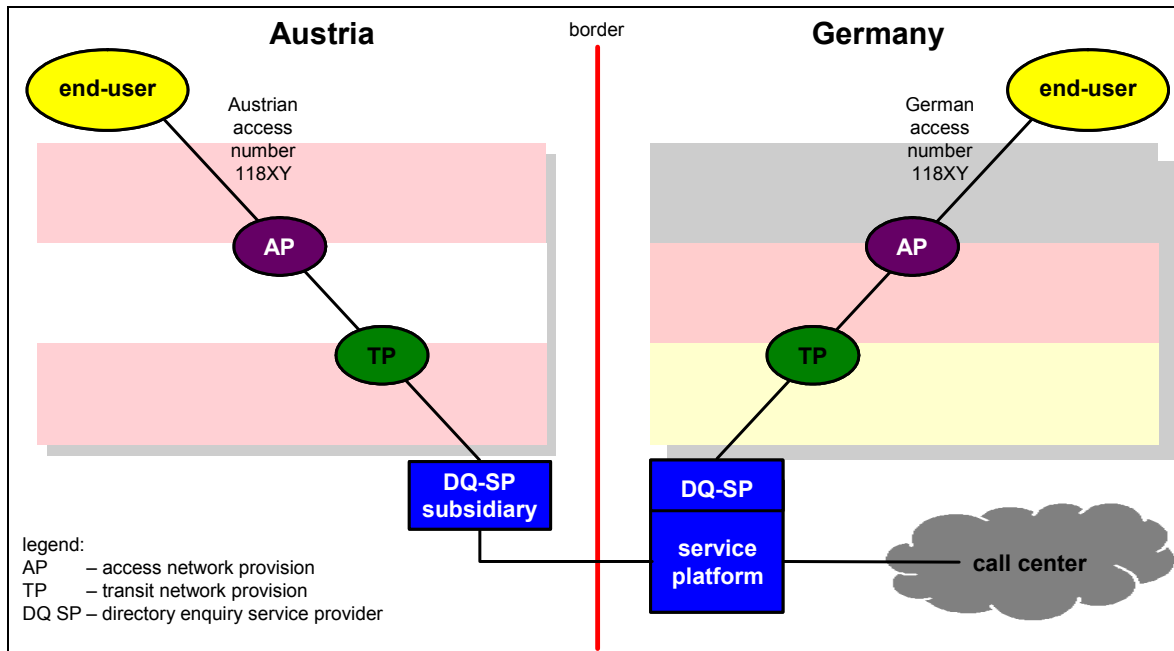 Austria
border
Germany
end-user
end-user
Austrian
access
number
118XY
German
access
number
118XY
AP
AP
TP
TP
DQ-SP
subsidiary
DQ-SP
service
platform
call center
legend:
AP – access network provision
TP – transit network provision
DQ SP – directory enquiry service provider